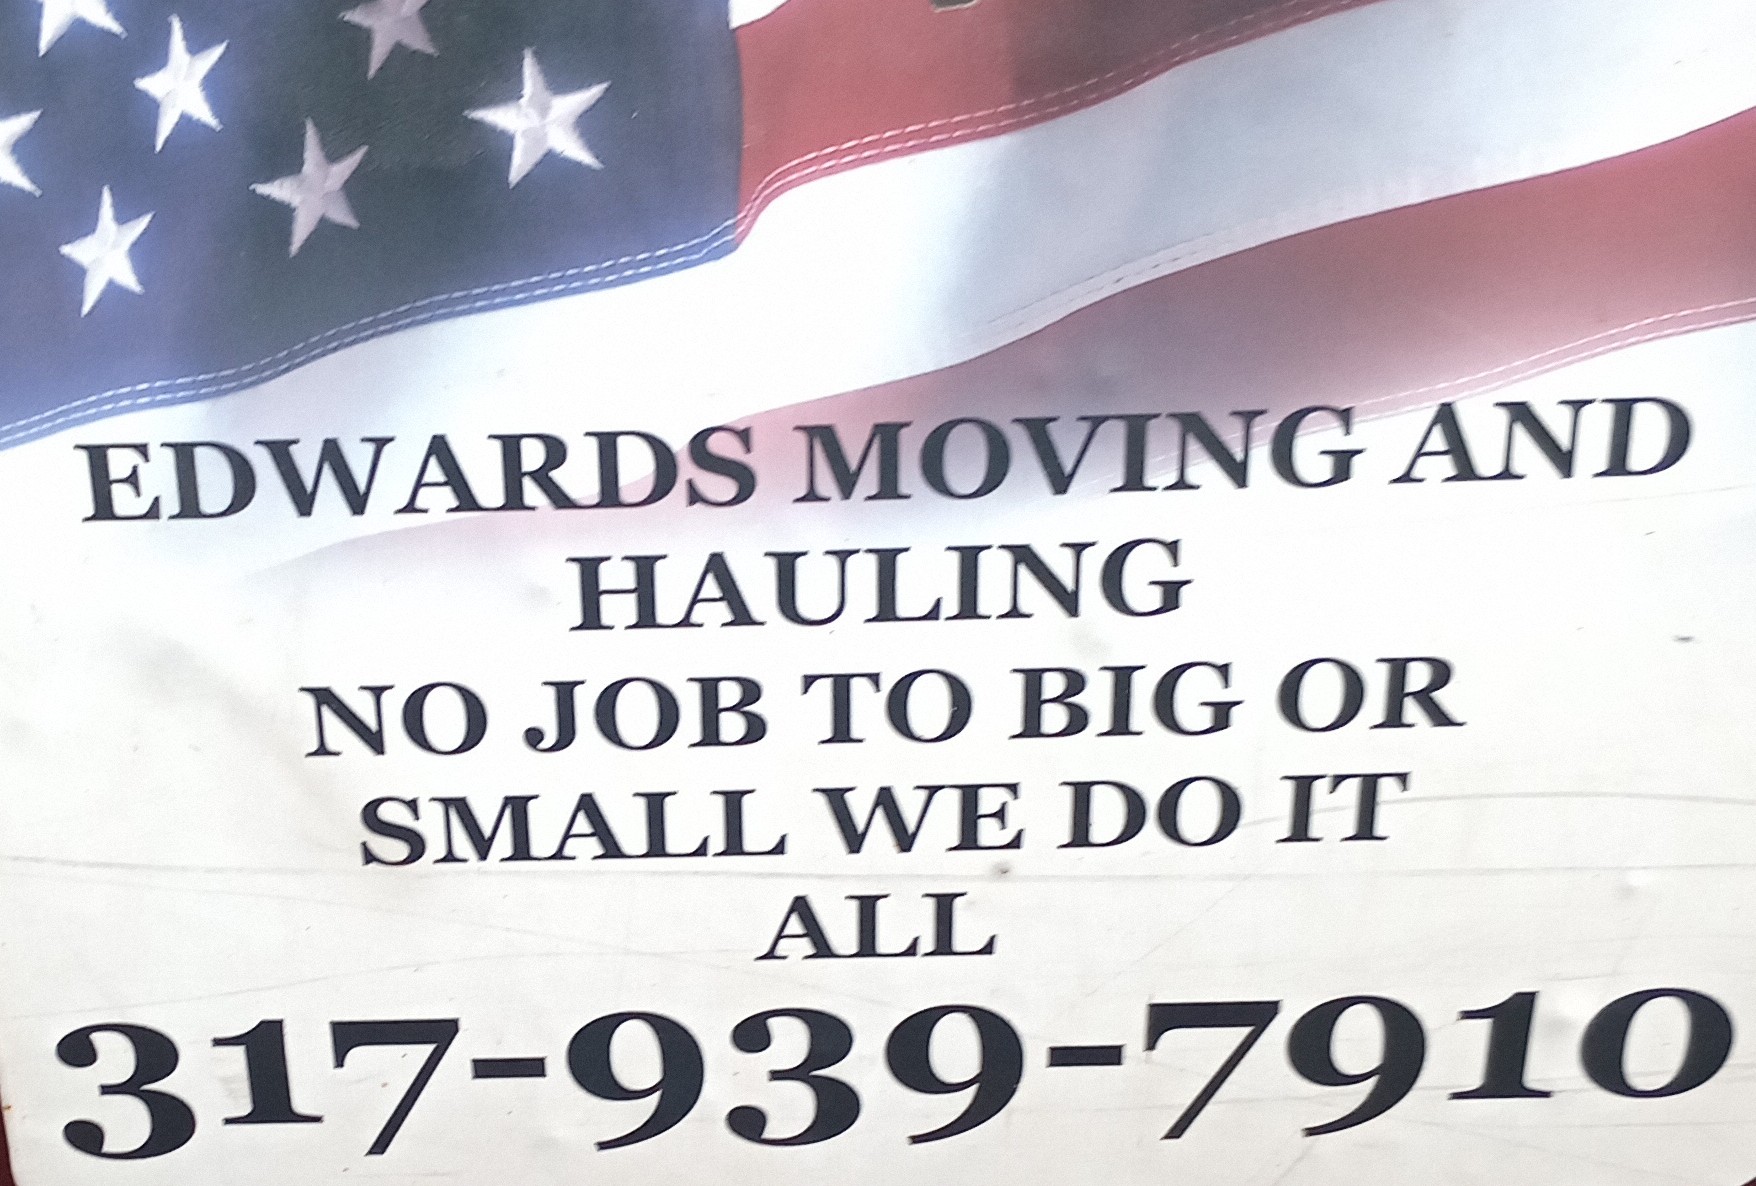 EDWARDS MOVING AND
HAULING
NO JOB TO BIG OR
SMALL WE DO IT
ALL
317-939-7910